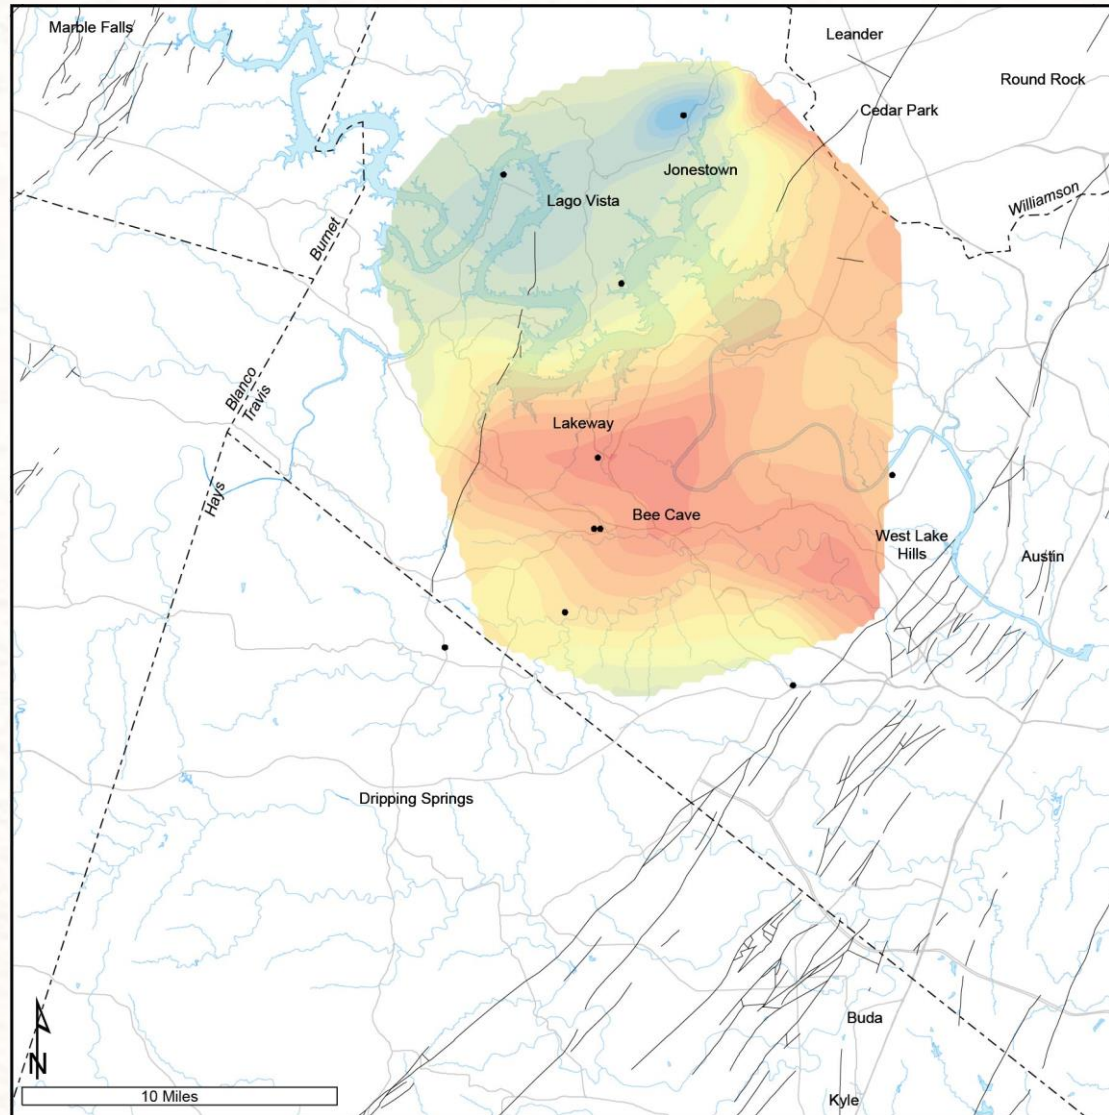 Marble Falls
Leander
Round Rock
Cedar Park
Jonestown
Lago Vista
Williamson
Burnet
Blanco
Travis
Hays
Lakeway
Bee Cave
West Lake
Hills
Austin
Dripping Springs
Buda
N
10 Miles
Kyle